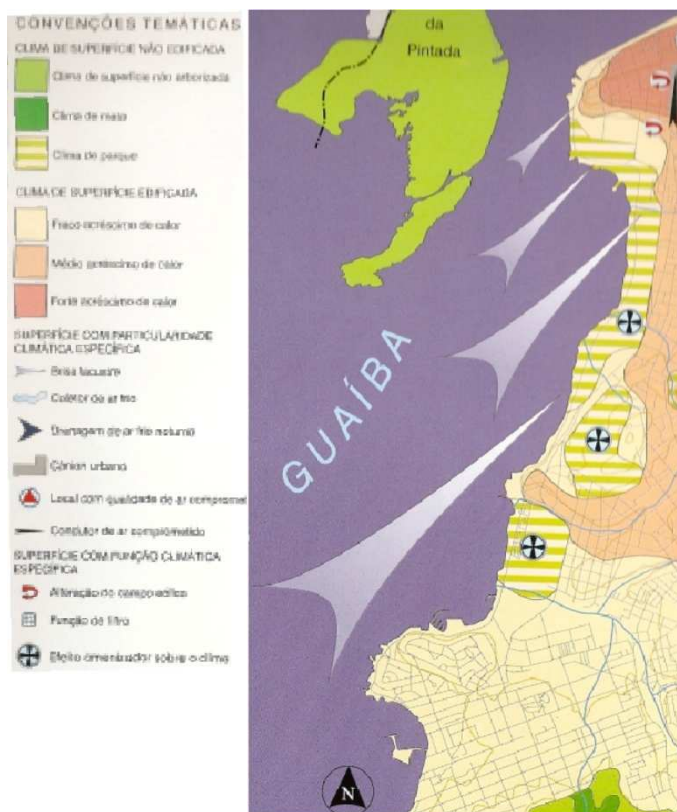 CONVENÇÕES TEMÁTICAS
CLIMA DE SUPERFÍCIE NÃO EDIFICADA
Clima de superfície não arborizada
Clima de mata
Clima de parque
CLIMA DE SUPERFÍCIE EDIFICADA
Fraco acréscimo de calor
Médio acréscimo de calor
Forte acréscimo de calor
SUPERFÍCIE COM PARTICULARIDADE
CLIMÁTICA ESPECÍFICA
Brisa lacustre
Coletor de ar frio
Drenagem de ar frio noturno
Cânion urbano
Local com qualidade de ar compromet
Condutor de ar comprometido
SUPERFÍCIE COM FUNÇÃO CLIMÁTICA
ESPECÍFICA
Alteração do campo eólico
Função de filtro
Efeito amenizador sobre o clima
da
Pintada
GUAÍBA
N